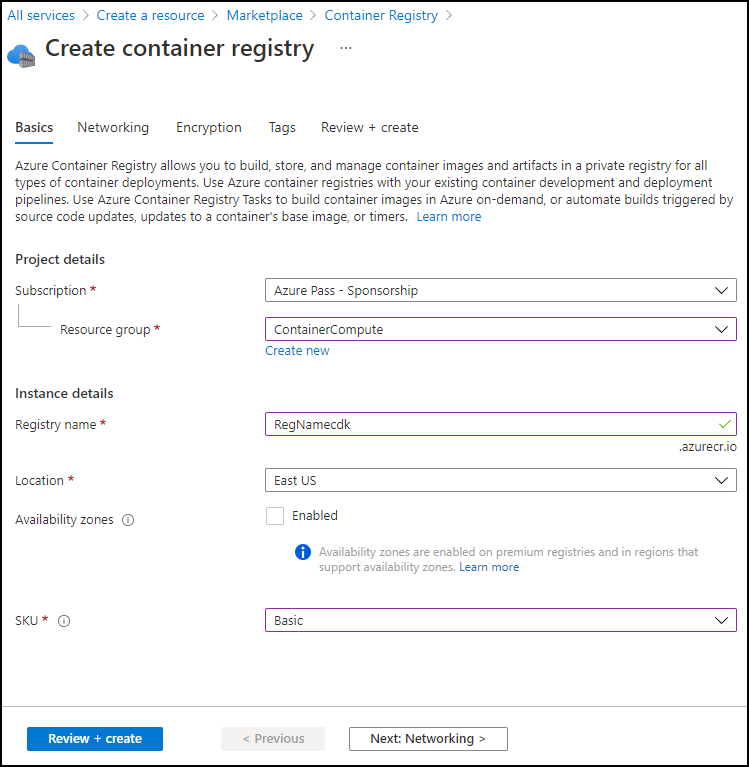 All services > Create a resource > Marketplace > Container Registry >
Create container registry ...
Basics Networking Encryption Tags Review + create
Azure Container Registry allows you to build, store, and manage container images and artifacts in a private registry for all
types of container deployments. Use Azure container registries with your existing container development and deployment
pipelines. Use Azure Container Registry Tasks to build container images in Azure on-demand, or automate builds triggered by
source code updates, updates to a container's base image, or timers. Learn more
Project details
Subscription * Azure Pass - Sponsorship
Resource group * ContainerCompute
Create new
Instance details
Registry name * RegNamecdk
.azurecr.io
Location * East US
Availability zones Enabled
Availability zones are enabled on premium registries and in regions that
support availability zones. Learn more
SKU * Basic
Review + create < Previous Next: Networking >